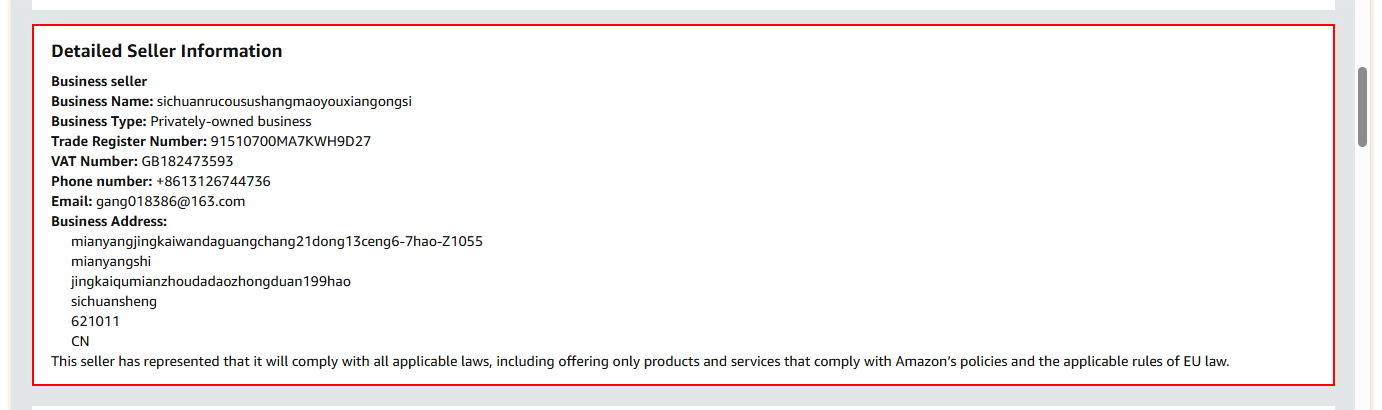 Detailed Seller Information
Business seller
Business Name: sichuanrucousushangmaoyouxiangongsi
Business Type: Privately-owned business
Trade Register Number: 91510700MA7KWH9D27
VAT Number: GB182473593
Phone number: +8613126744736
Email: gang018386@163.com
Business Address:
mianyangjingkaiwandaguangchang21dong13ceng6-7hao-Z1055
mianyangshi
jingkaiqumianzhoudadaozhongduan199hao
sichuansheng
621011
CN
This seller has represented that it will comply with all applicable laws, including offering only products and services that comply with Amazon's policies and the applicable rules of EU law.